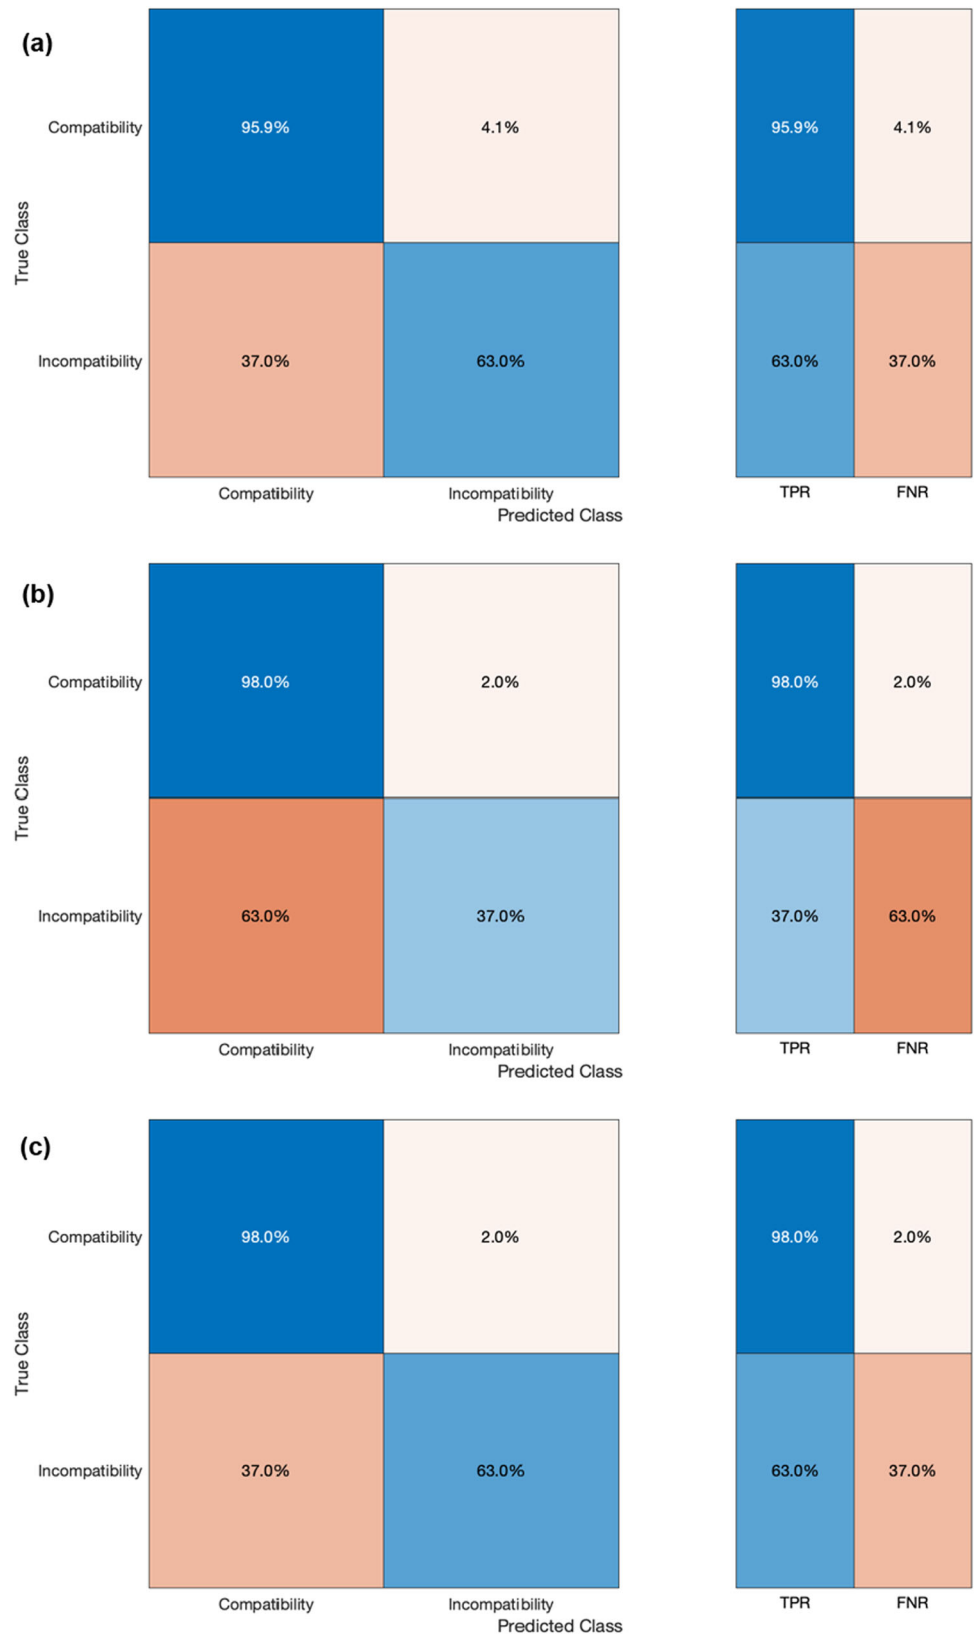 (a)
Compatibility 95.9% 4.1% 95.9% 4.1%
True Class
Incompatibility 37.0% 63.0% 63.0% 37.0%
Compatibility Incompatibility TPR FNR
Predicted Class
(b)
Compatibility 98.0% 2.0% 98.0% 2.0%
True Class
Incompatibility 63.0% 37.0% 37.0% 63.0%
Compatibility Incompatibility TPR FNR
Predicted Class
(c)
Compatibility 98.0% 2.0% 98.0% 2.0%
True Class
Incompatibility 37.0% 63.0% 63.0% 37.0%
Compatibility Incompatibility TPR FNR
Predicted Class